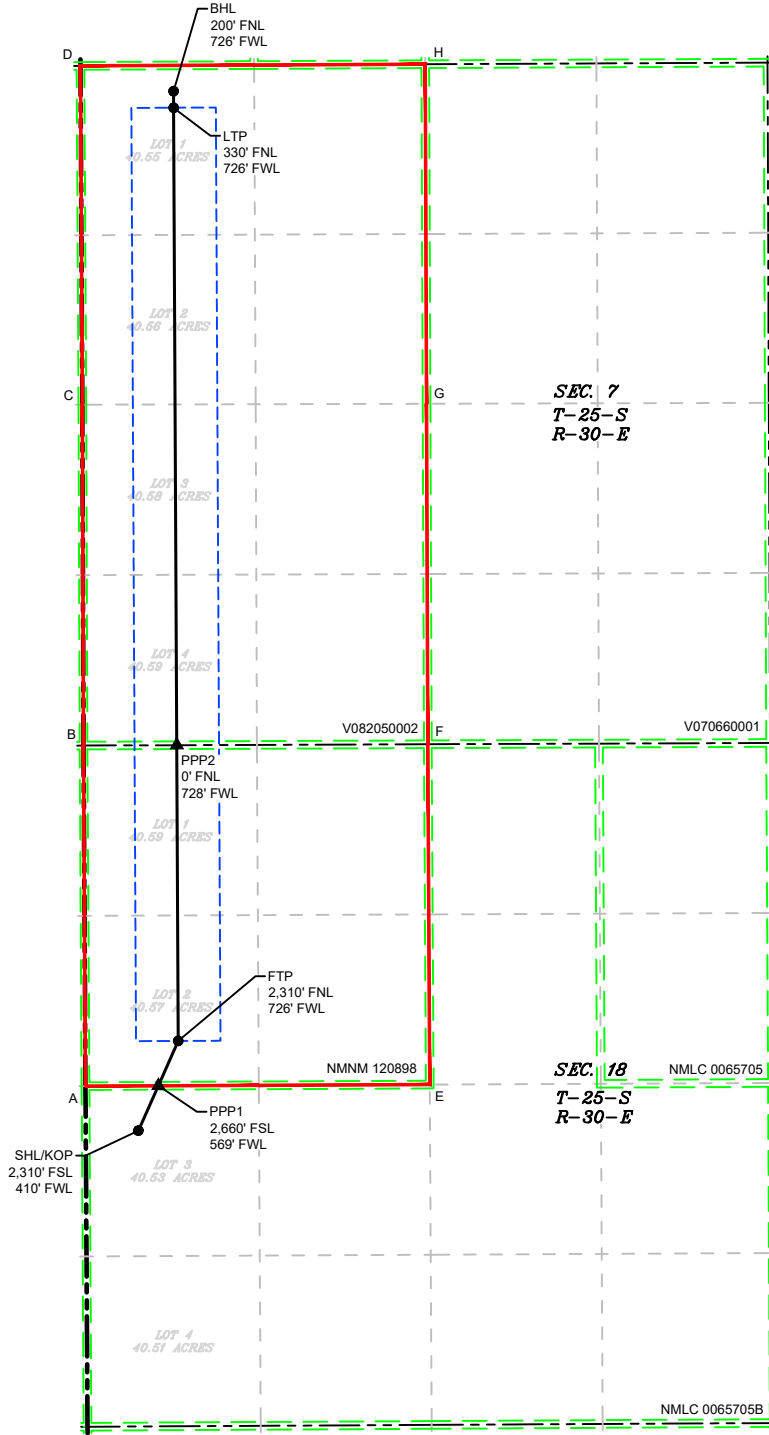 BHL
200' FNL
726' FWL
D
H
LTP
330' FNL
726' FWL
LOT 1
40.55 ACRES
LOT 2
40.56 ACRES
C
G
SEC. 7
T-25-S
R-30-E
LOT 3
40.58 ACRES
LOT 4
40.59 ACRES
V082050002
V070660001
B
F
PPP2
0' FNL
728' FWL
LOT 1
40.59 ACRES
FTP
2,310' FNL
726' FWL
LOT 2
40.57 ACRES
NMNM 120898
SEC. 18
T-25-S
R-30-E
NMLC 0065705
A
E
PPP1
2,660' FSL
569' FWL
SHL/KOP
2,310' FSL
410' FWL
LOT 3
40.53 ACRES
LOT 4
40.51 ACRES
NMLC 0065705B